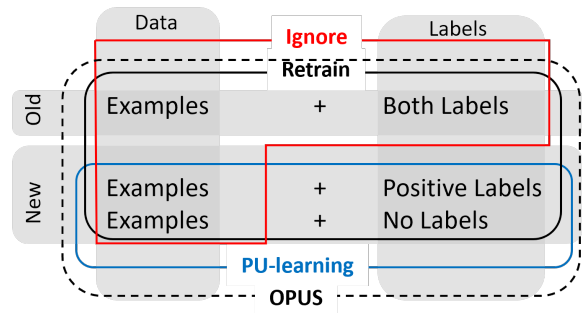 Data
Labels
Ignore
Retrain
Old
Examples + Both Labels
New
Examples + Positive Labels
Examples + No Labels
PU-learning
OPUS